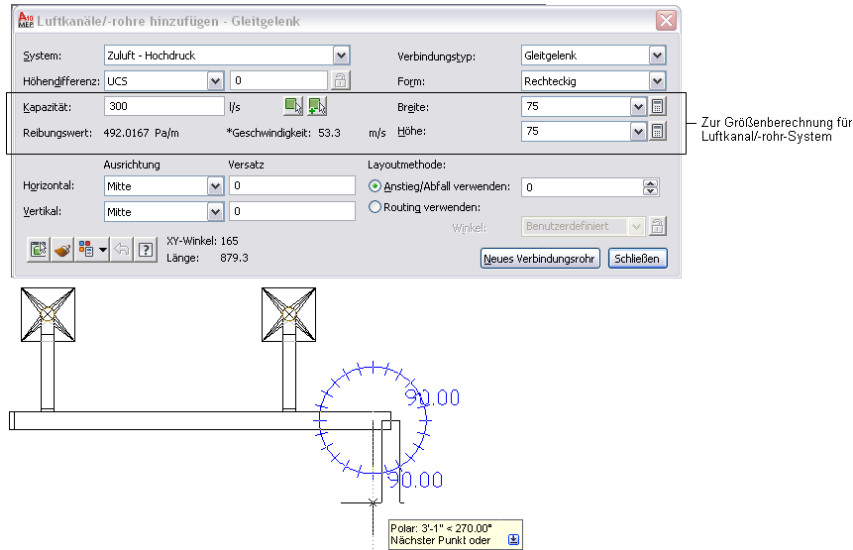 A10 MEP Luftkanäle/-rohre hinzufügen - Gleitgelenk
System: Zuluft - Hochdruck Verbindungstyp: Gleitgelenk
Höhendifferenz: UCS 0 Form: Rechteckig
Kapazität: 300 l/s Breite: 75
Reibungswert: 492.0167 Pa/m *Geschwindigkeit: 53.3 m/s Höhe: 75
Zur Größenberechnung für
Luftkanal/-rohr-System
Ausrichtung Versatz Layoutmethode:
Horizontal: Mitte 0 Anstieg/Abfall verwenden: 0
Vertikal: Mitte 0 Routing verwenden:
Winkel: Benutzerdefiniert
XY-Winkel: 165
Länge: 879.3 Neues Verbindungsrohr Schließen
90.00
90.00
Polar: 3'-1" < 270.00°
Nächster Punkt oder